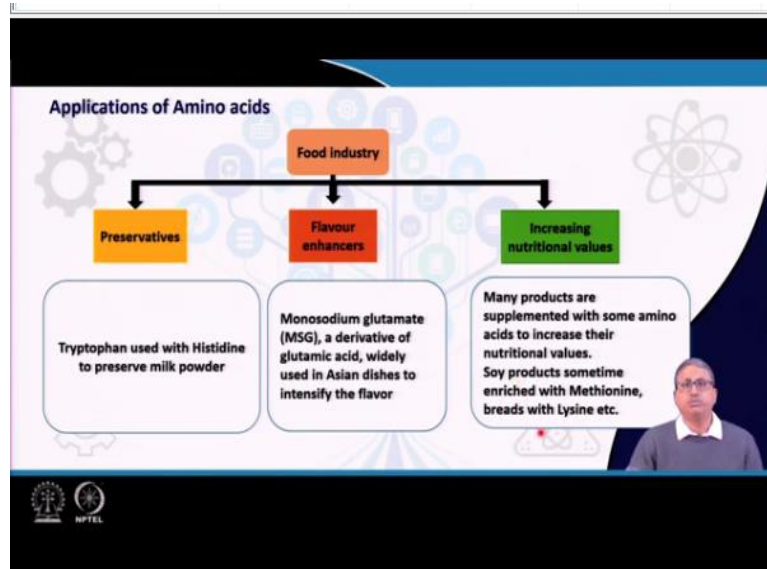 Applications of Amino acids
Food industry
Preservatives
Flavour
enhancers
Increasing
nutritional values
Tryptophan used with Histidine
to preserve milk powder
Monosodium glutamate
(MSG), a derivative of
glutamic acid, widely
used in Asian dishes to
intensify the flavor
Many products are
supplemented with some amino
acids to increase their
nutritional values.
Soy products sometime
enriched with Methionine,
breads with Lysine etc.
NPTEL